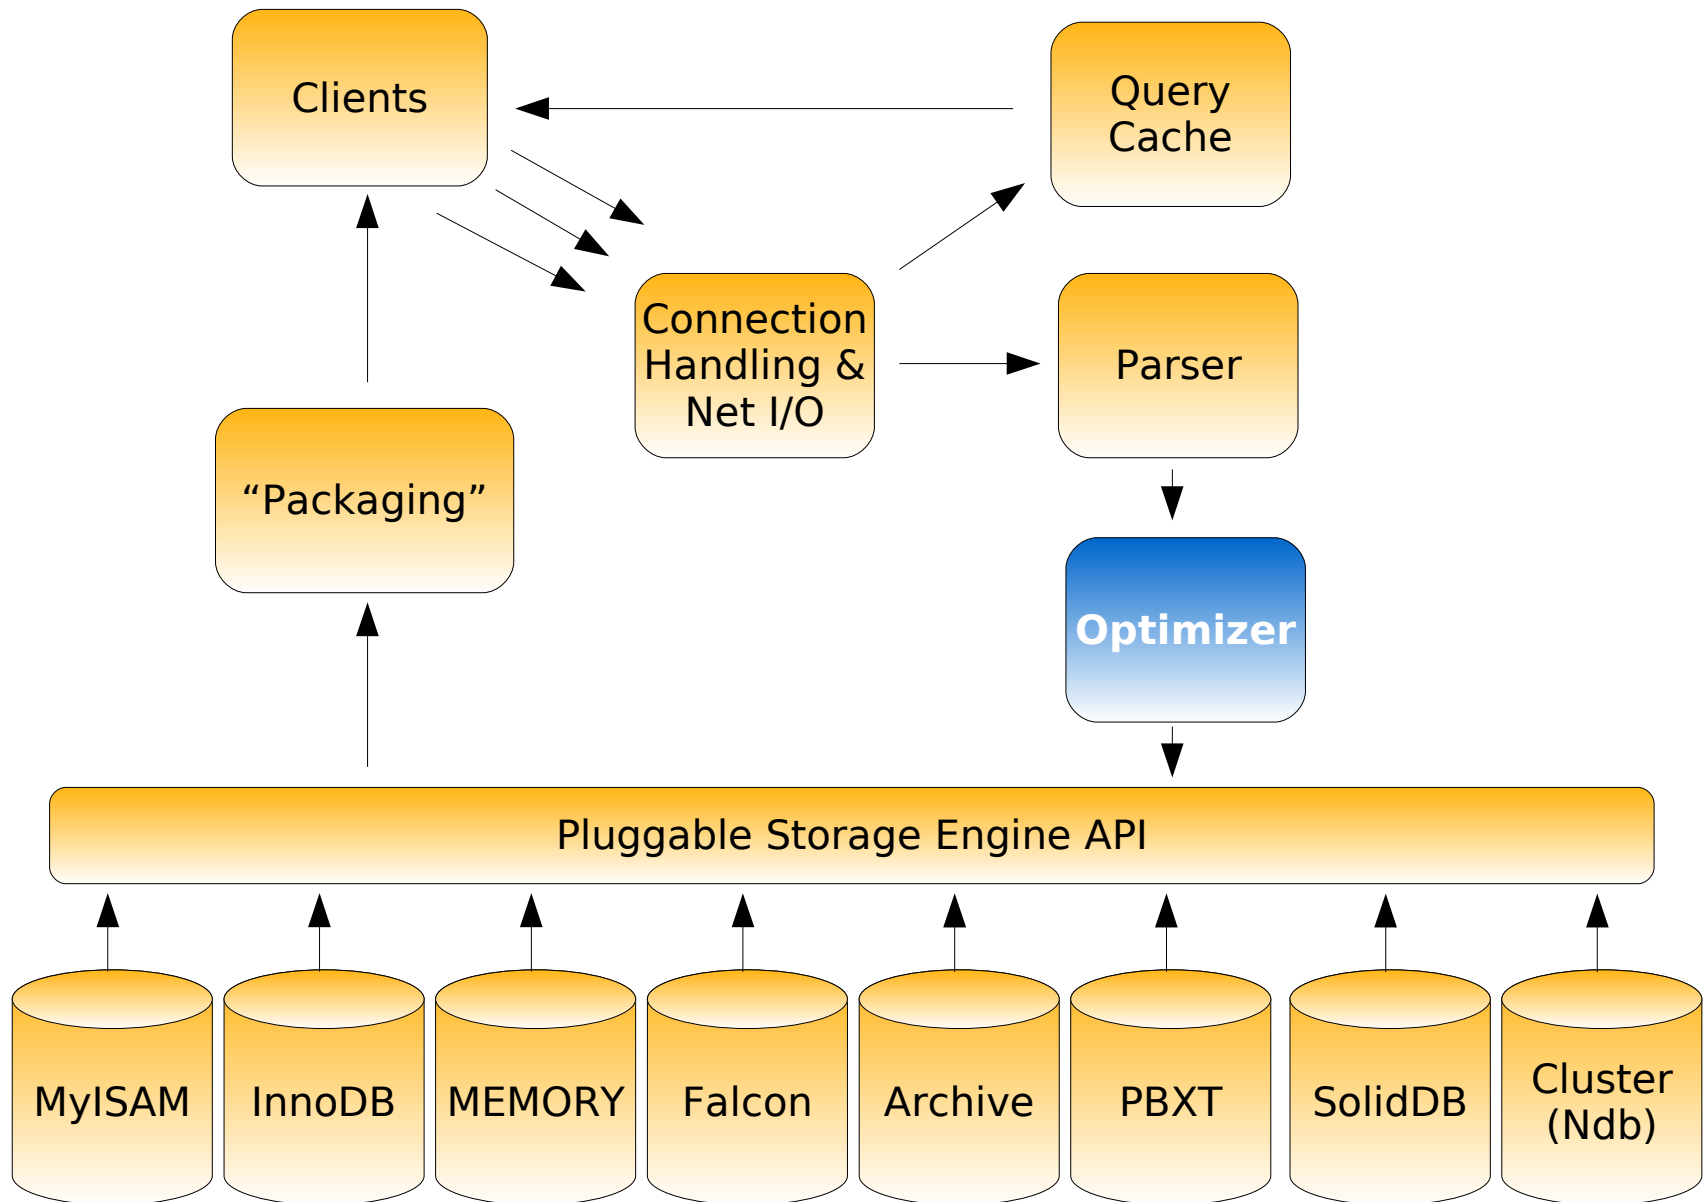 Clients
Query
Cache
Connection
Handling &
Net I/O
Parser
“Packaging”
Optimizer
Pluggable Storage Engine API
MyISAM
InnoDB
MEMORY
Falcon
Archive
PBXT
SolidDB
Cluster
(Ndb)